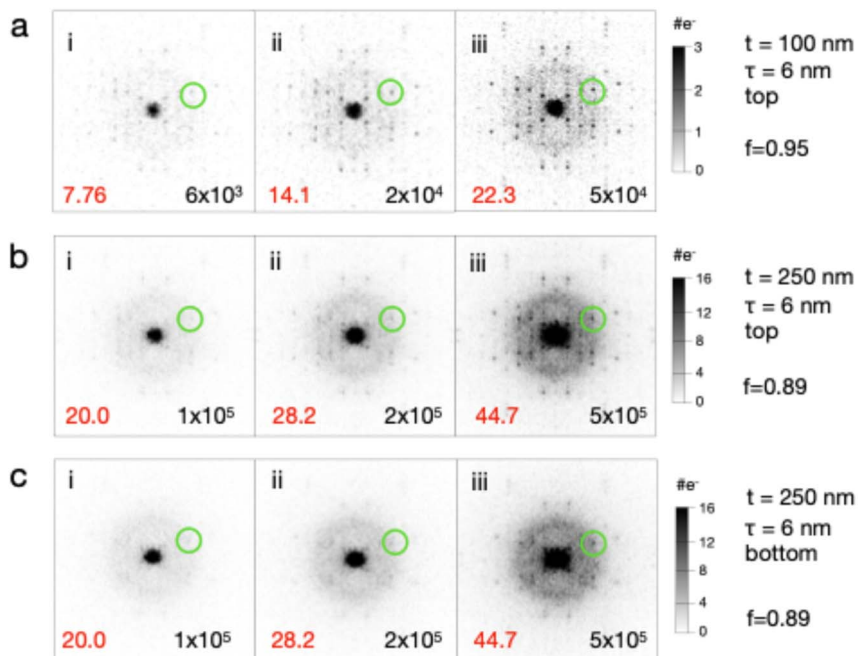 a
i
ii
iii
7.76
6x10³
14.1
2x10⁴
22.3
5x10⁴
#e⁻
3
2
1
0
t = 100 nm
τ = 6 nm
top
f=0.95
b
i
ii
iii
20.0
1x10⁵
28.2
2x10⁵
44.7
5x10⁵
#e⁻
16
12
8
4
0
t = 250 nm
τ = 6 nm
top
f=0.89
c
i
ii
iii
20.0
1x10⁵
28.2
2x10⁵
44.7
5x10⁵
#e⁻
16
12
8
4
0
t = 250 nm
τ = 6 nm
bottom
f=0.89